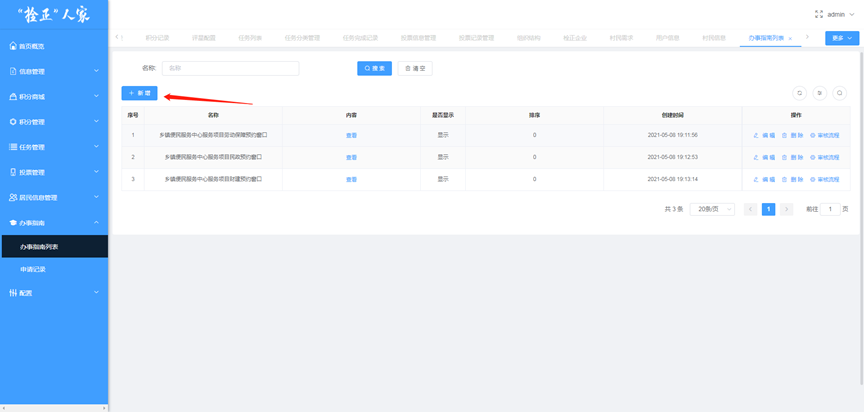 “拴正”人家
admin
积分记录 评星配置 任务列表 任务分类管理 任务完成记录 投票信息管理 投票记录管理 组织结构 拴正企业 村民需求 用户信息 村民信息 办事指南列表
更多
首页概览
信息管理
积分商城
积分管理
任务管理
投票管理
居民信息管理
办事指南
办事指南列表
申请记录
配置
名称: 名称 搜 索 清 空
新 增
序号 名称 内容 是否显示 排序 创建时间 操作
1 乡镇便民服务中心服务项目劳动保障预约窗口 查看 显示 0 2021-05-08 19:11:56 编 辑 删 除 审核流程
2 乡镇便民服务中心服务项目民政预约窗口 查看 显示 0 2021-05-08 19:12:53 编 辑 删 除 审核流程
3 乡镇便民服务中心服务项目财建预约窗口 查看 显示 0 2021-05-08 19:13:14 编 辑 删 除 审核流程
共 3 条 20条/页 1 前往 1 页